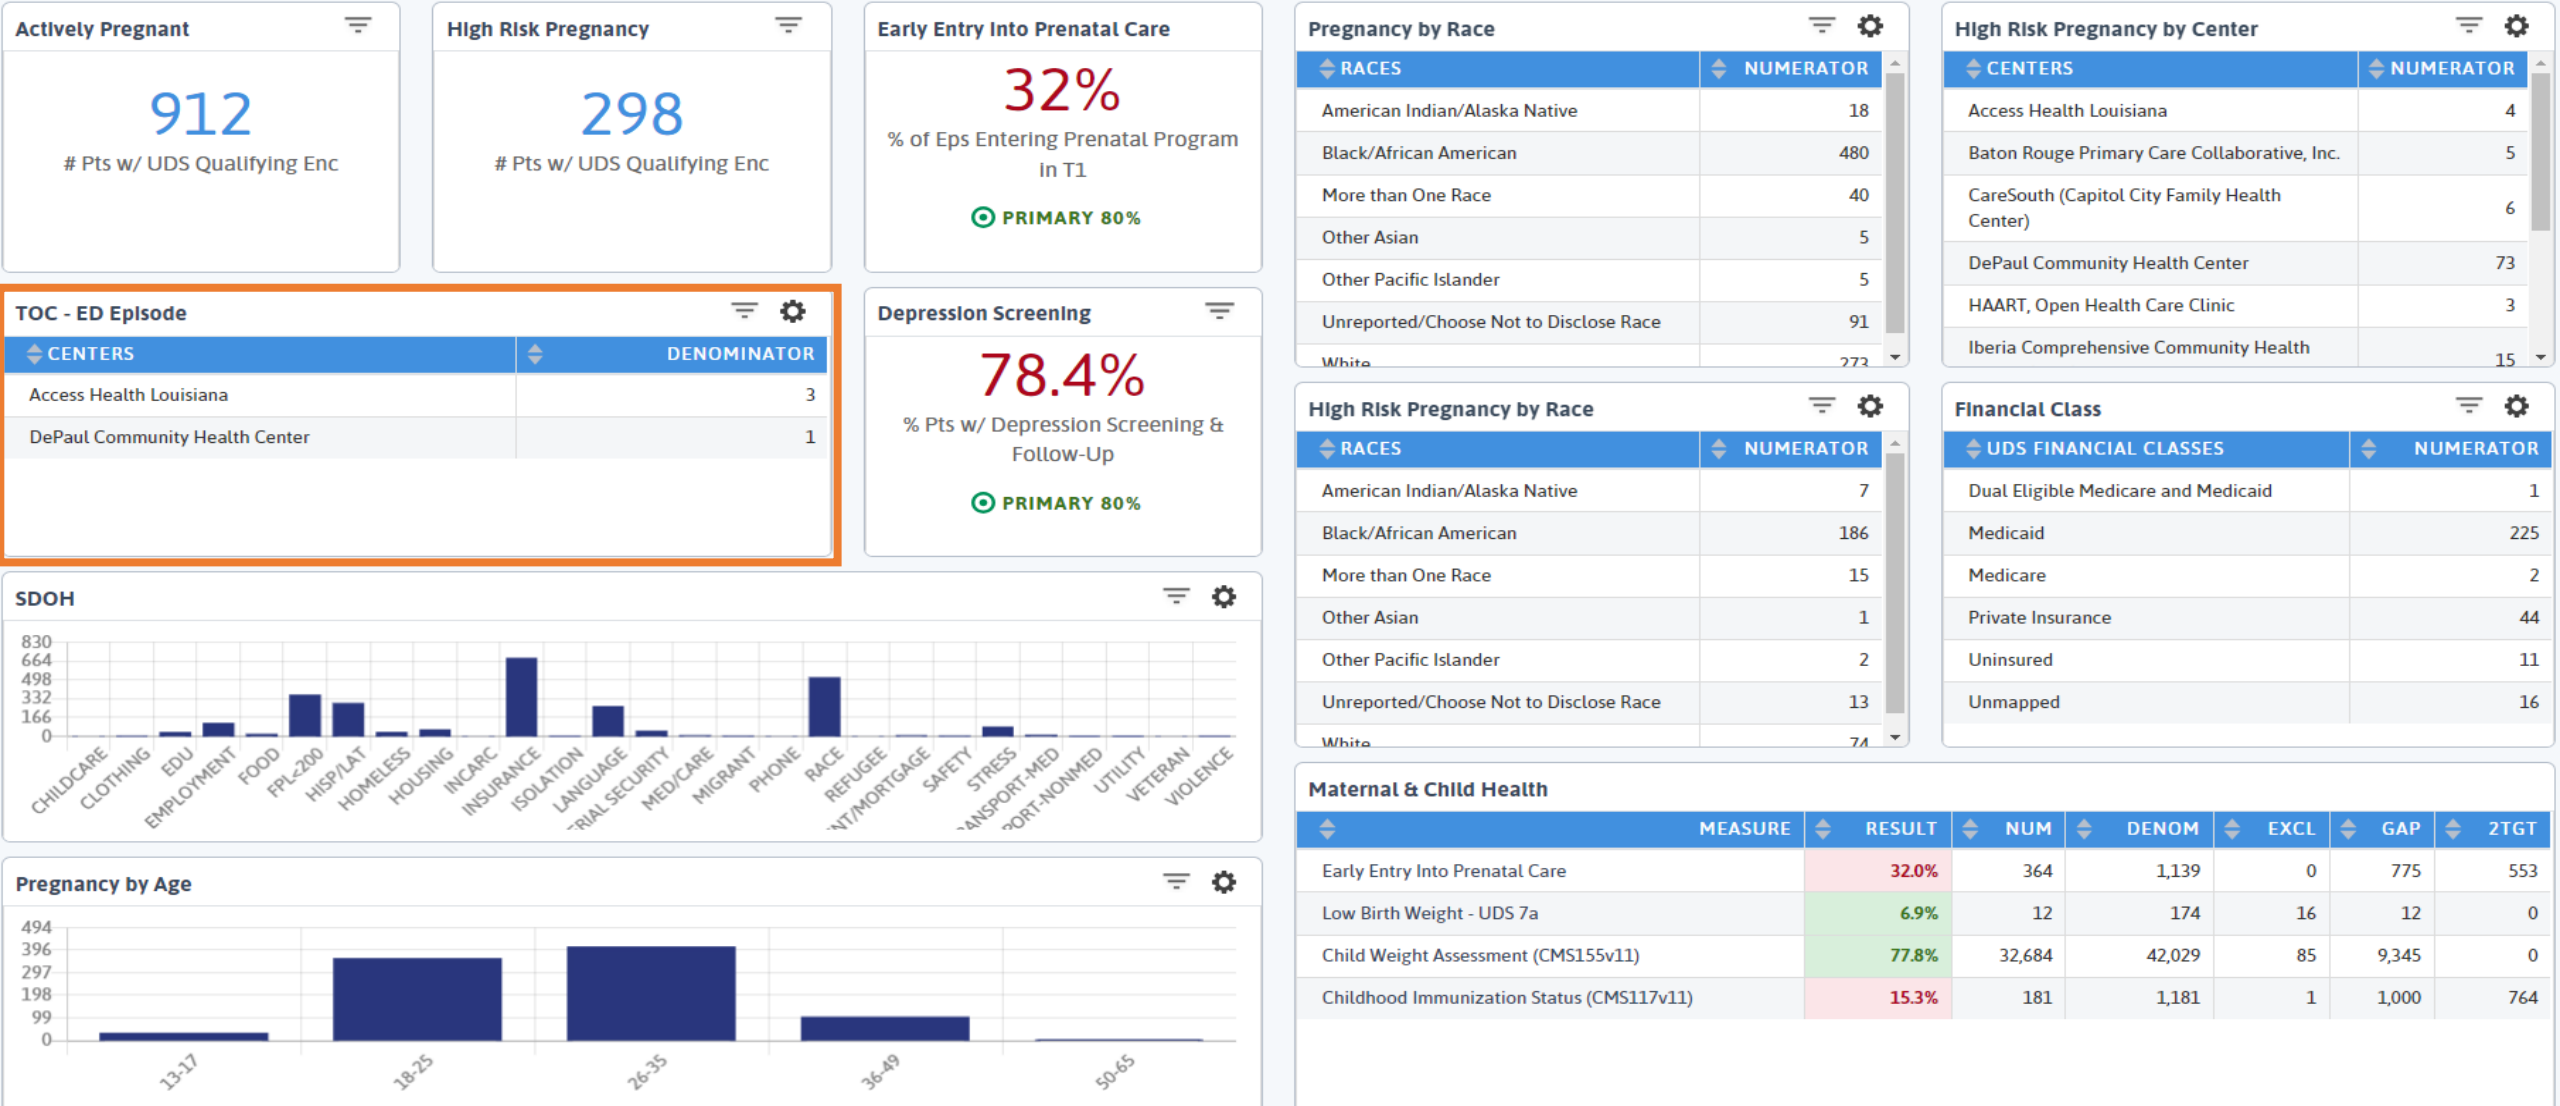 Actively Pregnant
912
# Pts w/ UDS Qualifying Enc
High Risk Pregnancy
298
# Pts w/ UDS Qualifying Enc
Early Entry Into Prenatal Care
32%
% of Eps Entering Prenatal Program
in T1
PRIMARY 80%
TOC - ED Episode
CENTERS DENOMINATOR
Access Health Louisiana 3
DePaul Community Health Center 1
Depression Screening
78.4%
% Pts w/ Depression Screening &
Follow-Up
PRIMARY 80%
SDOH
830
664
498
332
166
0
CHILDCARE
CLOTHING
EDU
EMPLOYMENT
FOOD
FPL<200
HISP/LAT
HOMELESS
HOUSING
INCARC
INSURANCE
ISOLATION
LANGUAGE
ERIAL SECURITY
MED/CARE
MIGRANT
PHONE
RACE
REFUGEE
NT/MORTGAGE
SAFETY
STRESS
ANSPORT-MED
PORT-NONMED
UTILITY
VETERAN
VIOLENCE
Pregnancy by Age
494
396
297
198
99
0
13-17
18-25
26-35
36-49
50-65
Pregnancy by Race
RACES NUMERATOR
American Indian/Alaska Native 18
Black/African American 480
More than One Race 40
Other Asian 5
Other Pacific Islander 5
Unreported/Choose Not to Disclose Race 91
White 273
High Risk Pregnancy by Center
CENTERS NUMERATOR
Access Health Louisiana 4
Baton Rouge Primary Care Collaborative, Inc. 5
CareSouth (Capitol City Family Health
Center) 6
DePaul Community Health Center 73
HAART, Open Health Care Clinic 3
Iberia Comprehensive Community Health 15
High Risk Pregnancy by Race
RACES NUMERATOR
American Indian/Alaska Native 7
Black/African American 186
More than One Race 15
Other Asian 1
Other Pacific Islander 2
Unreported/Choose Not to Disclose Race 13
White 74
Financial Class
UDS FINANCIAL CLASSES NUMERATOR
Dual Eligible Medicare and Medicaid 1
Medicaid 225
Medicare 2
Private Insurance 44
Uninsured 11
Unmapped 16
Maternal & Child Health
MEASURE RESULT NUM DENOM EXCL GAP 2TGT
Early Entry Into Prenatal Care 32.0% 364 1,139 0 775 553
Low Birth Weight - UDS 7a 6.9% 12 174 16 12 0
Child Weight Assessment (CMS155v11) 77.8% 32,684 42,029 85 9,345 0
Childhood Immunization Status (CMS117v11) 15.3% 181 1,181 1 1,000 764